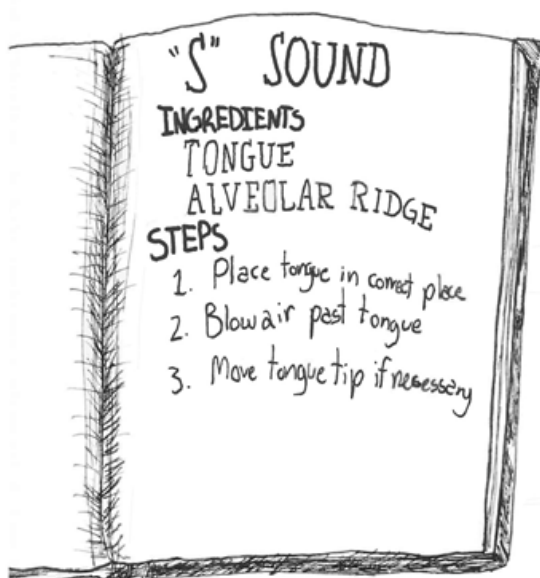 "S" SOUND
INGREDIENTS
TONGUE
ALVEOLAR RIDGE
STEPS
1. Place tongue in correct place
2. Blow air past tongue
3. Move tongue tip if necessary